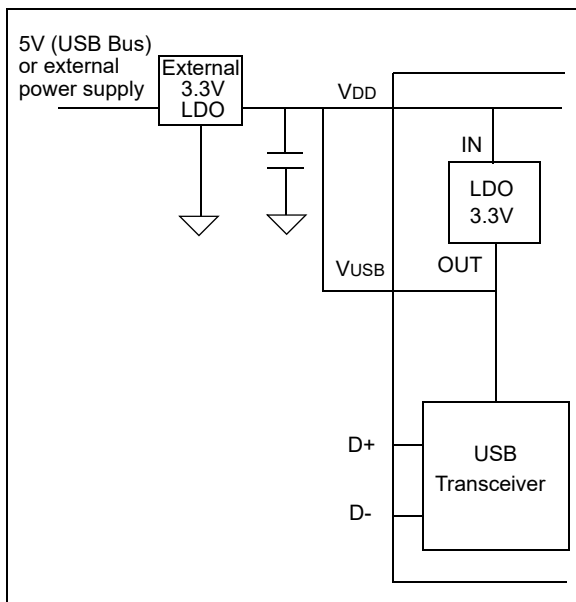 5V (USB Bus)
or external
power supply
External
3.3V
LDO
VDD
IN
LDO
3.3V
OUT
VUSB
D+
D-
USB
Transceiver